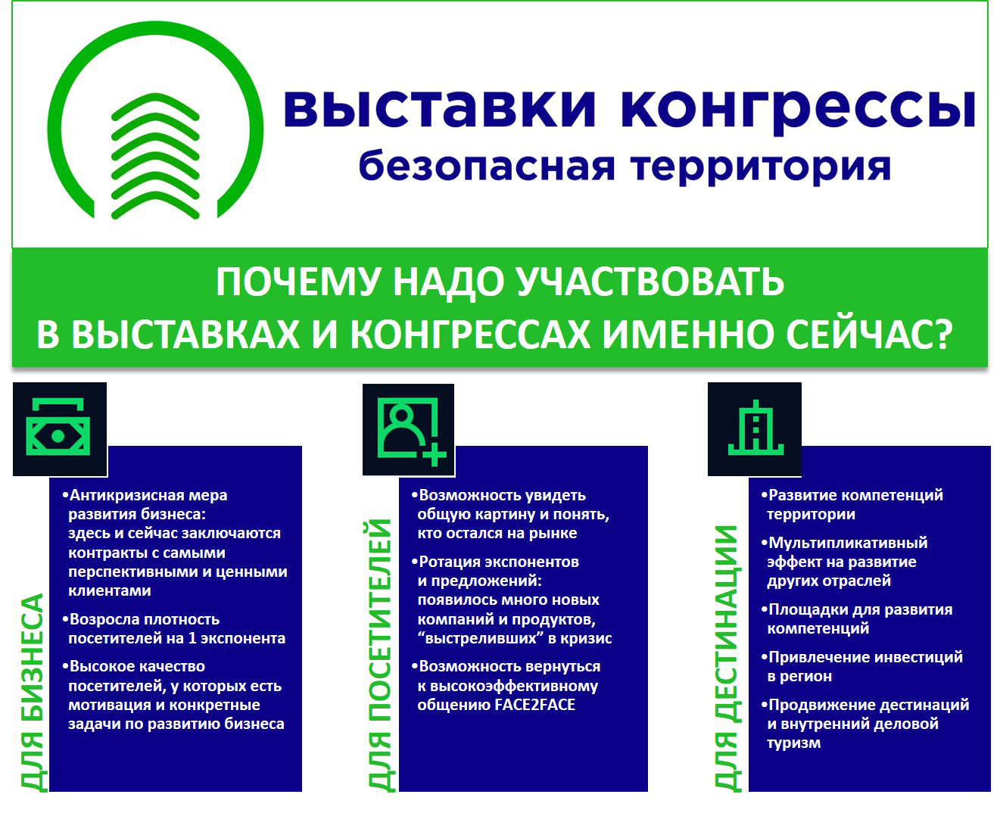 выставки конгрессы
безопасная территория
ПОЧЕМУ НАДО УЧАСТВОВАТЬ
В ВЫСТАВКАХ И КОНГРЕССАХ ИМЕННО СЕЙЧАС?
ДЛЯ БИЗНЕСА
•Антикризисная мера
развития бизнеса:
здесь и сейчас заключаются
контракты с самыми
перспективными и ценными
клиентами
•Возросла плотность
посетителей на 1 экспонента
•Высокое качество
посетителей, у которых есть
мотивация и конкретные
задачи по развитию бизнеса
ДЛЯ ПОСЕТИТЕЛЕЙ
•Возможность увидеть
общую картину и понять,
кто остался на рынке
•Ротация экспонентов
и предложений:
появилось много новых
компаний и продуктов,
“выстреливших” в кризис
•Возможность вернуться
к высокоэффективному
общению FACE2FACE
ДЛЯ ДЕСТИНАЦИИ
•Развитие компетенций
территории
•Мультипликативный
эффект на развитие
других отраслей
•Площадки для развития
компетенций
•Привлечение инвестиций
в регион
•Продвижение дестинаций
и внутренний деловой
туризм